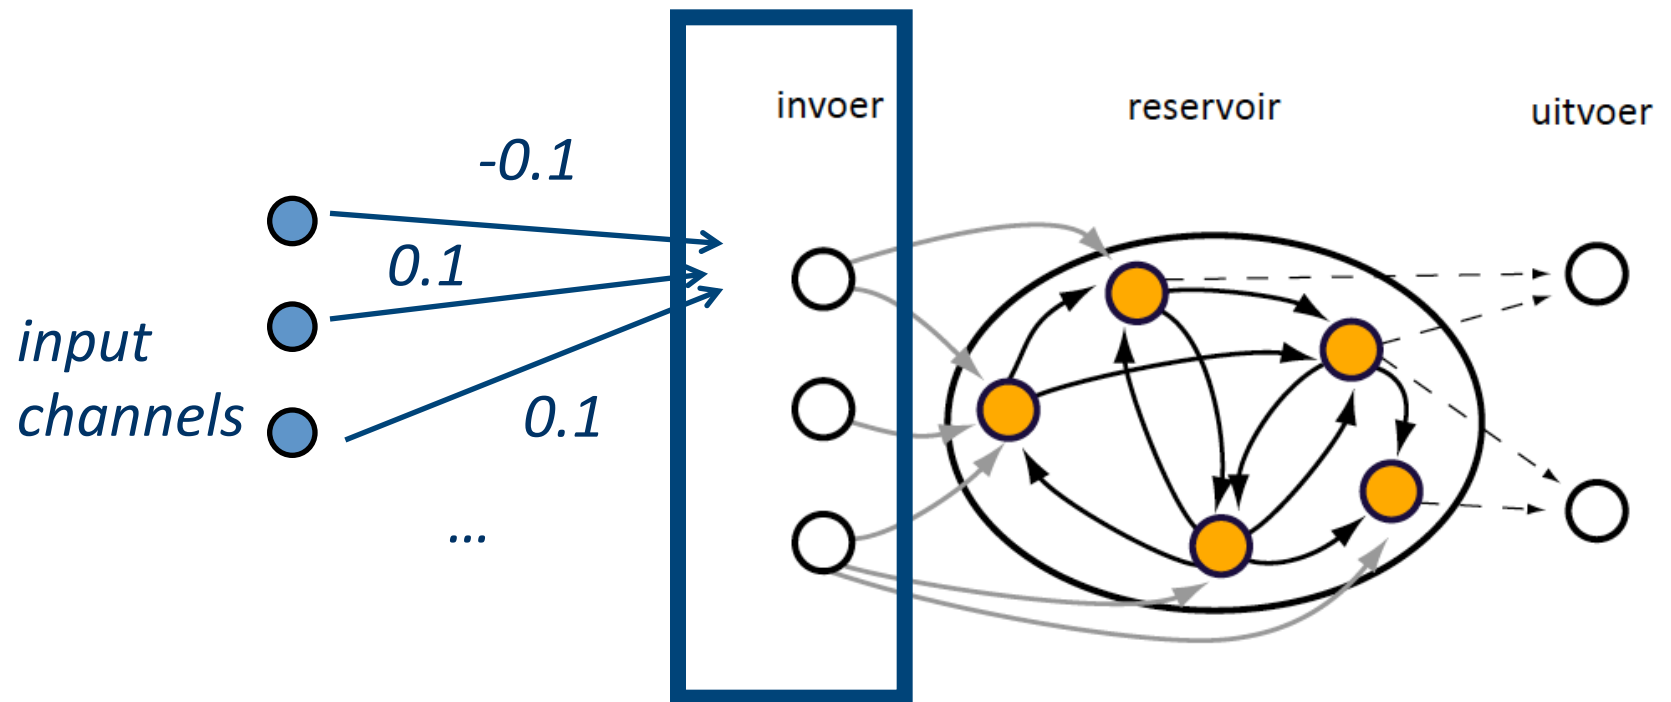 invoer
reservoir
uitvoer
-0.1
0.1
input
channels
0.1
...